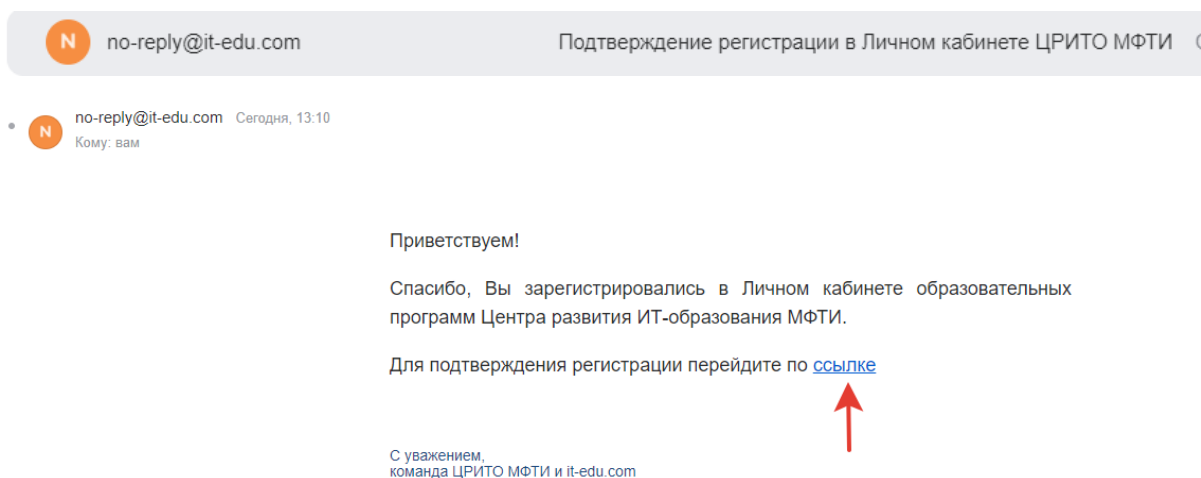 N no-reply@it-edu.com Подтверждение регистрации в Личном кабинете ЦРИТО МФТИ
N no-reply@it-edu.com Сегодня, 13:10
Кому: вам
Приветствуем!
Спасибо, Вы зарегистрировались в Личном кабинете образовательных
программ Центра развития ИТ-образования МФТИ.
Для подтверждения регистрации перейдите по ссылке
С уважением,
команда ЦРИТО МФТИ и it-edu.com